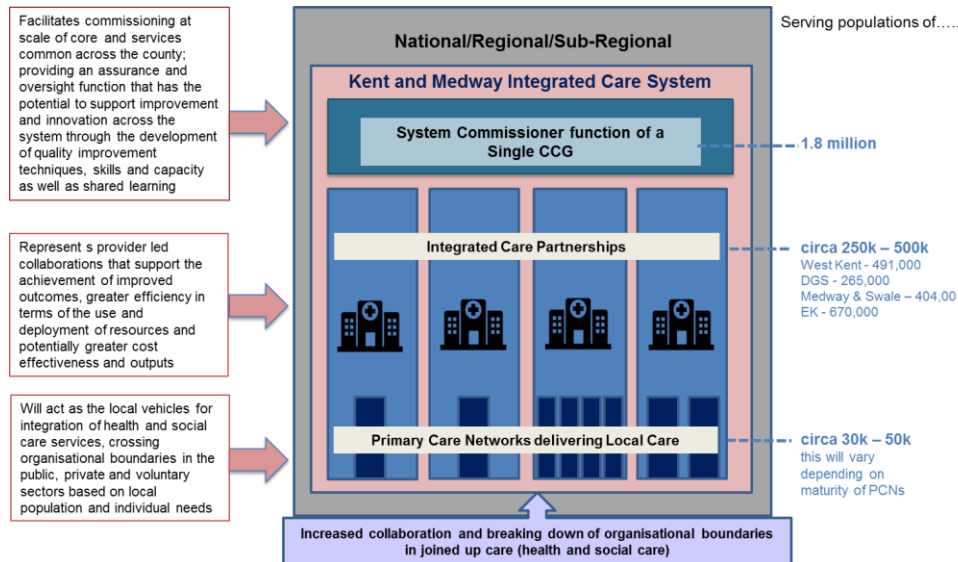 Facilitates commissioning at
scale of core and services
common across the county;
providing an assurance and
oversight function that has the
potential to support improvement
and innovation across the
system through the development
of quality improvement
techniques, skills and capacity
as well as shared learning
Represent s provider led
collaborations that support the
achievement of improved
outcomes, greater efficiency in
terms of the use and
deployment of resources and
potentially greater cost
effectiveness and outputs
Will act as the local vehicles for
integration of health and social
care services, crossing
organisational boundaries in the
public, private and voluntary
sectors based on local
population and individual needs
National/Regional/Sub-Regional
Kent and Medway Integrated Care System
System Commissioner function of a
Single CCG
Integrated Care Partnerships
Primary Care Networks delivering Local Care
Increased collaboration and breaking down of organisational boundaries
in joined up care (health and social care)
Serving populations of…..
1.8 million
circa 250k – 500k
West Kent - 491,000
DGS - 265,000
Medway & Swale – 404,00
EK - 670,000
circa 30k – 50k
this will vary
depending on
maturity of PCNs